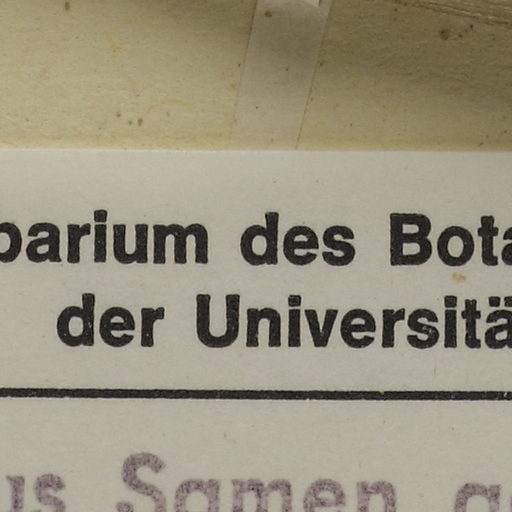 barium des Bota
der Universitä
us Samen ge